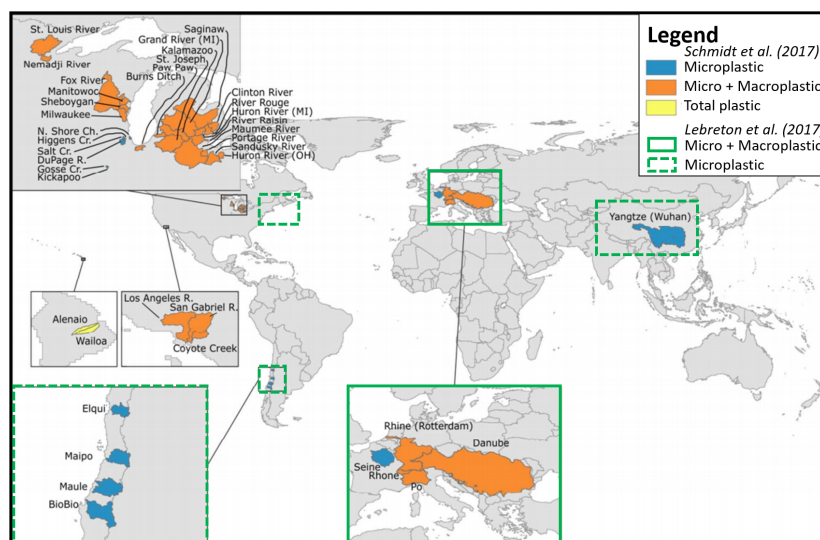 St. Louis River
Nemadji River
Fox River
Manitowoc
Sheboygan
Milwaukee
N. Shore Ch.
Higgens Cr.
Salt Cr.
DuPage R.
Gosse Cr.
Kickapoo
Saginaw
Grand River (MI)
Kalamazoo
St. Joseph
Paw Paw
Burns Ditch
Clinton River
River Rouge
Huron River (MI)
River Raisin
Maumee River
Portage River
Sandusky River
Huron River (OH)
Legend
Schmidt et al. (2017)
Microplastic
Micro + Macroplastic
Total plastic
Lebreton et al. (2017)
Micro + Macroplastic
Microplastic
Yangtze (Wuhan)
Alenaio
Wailoa
Los Angeles R.
San Gabriel R.
Coyote Creek
Elqui
Maipo
Maule
BioBio
Rhine (Rotterdam)
Danube
Seine
Rhone
Po